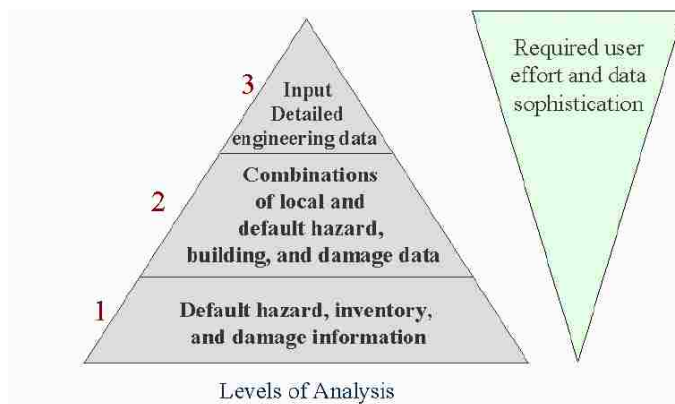 3
Input
Detailed
engineering data
2
Combinations
of local and
default hazard,
building, and damage data
1
Default hazard, inventory,
and damage information
Levels of Analysis
Required user
effort and data
sophistication